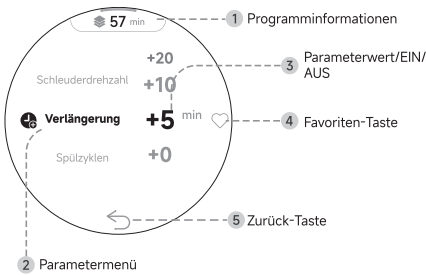 57 min
1 Programminformationen
+20
3 Parameterwert/EIN/
AUS
Schleuderdrehzahl
+10
Verlängerung
+5 min
4 Favoriten-Taste
Spülzyklen
+0
5 Zurück-Taste
2 Parametermenü